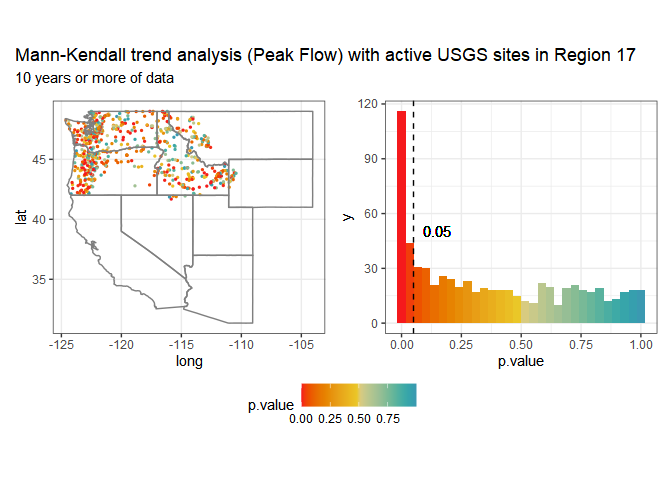 Mann-Kendall trend analysis (Peak Flow) with active USGS sites in Region 17
10 years or more of data
45
40
35
lat
-125 -120 -115 -110 -105
long
120
90
60
30
0
y
0.05
0.00 0.25 0.50 0.75 1.00
p.value
p.value
0.00 0.25 0.50 0.75